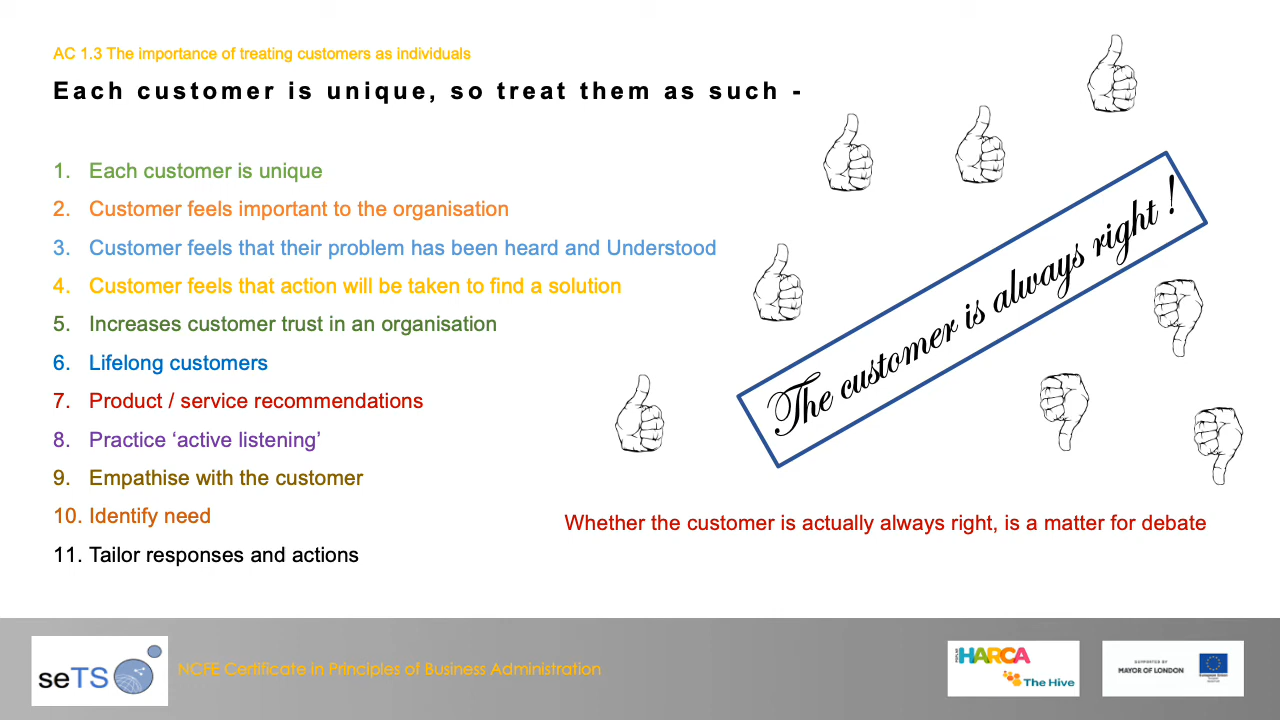 AC 1.3 The importance of treating customers as individuals
Each customer is unique, so treat them as such -
1. Each customer is unique
2. Customer feels important to the organisation
3. Customer feels that their problem has been heard and Understood
4. Customer feels that action will be taken to find a solution
5. Increases customer trust in an organisation
6. Lifelong customers
7. Product / service recommendations
8. Practice ‘active listening’
9. Empathise with the customer
10. Identify need
11. Tailor responses and actions
The customer is always right !
Whether the customer is actually always right, is a matter for debate
seTS
NCFE Certificate in Principles of Business Administration
HARCA
The Hive
SUPPORTED BY
MAYOR OF LONDON
European Union